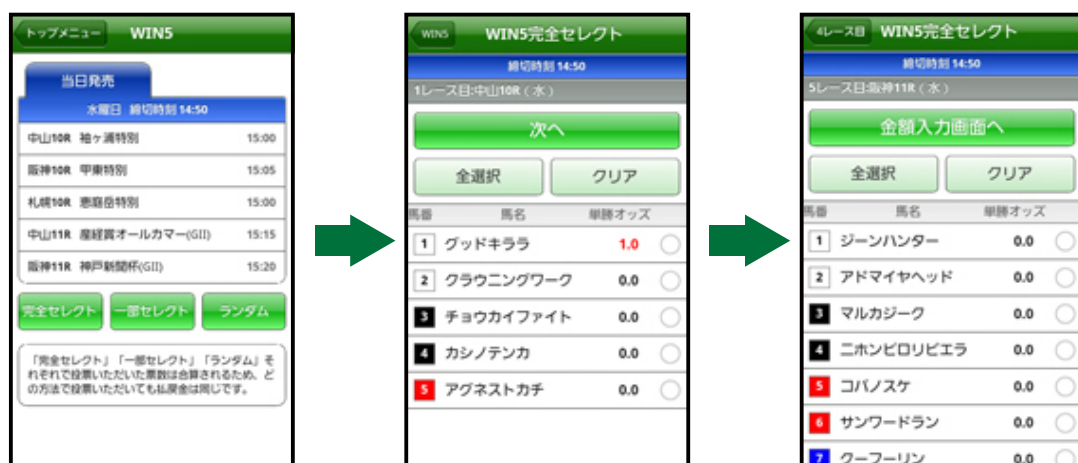 トップメニュー WIN5
当日発売
水曜日 締切時刻 14:50
中山10R 袖ヶ浦特別 15:00
阪神10R 甲東特別 15:05
札幌10R 恵庭岳特別 15:00
中山11R 産経賞オールカマー(GII) 15:15
阪神11R 神戸新聞杯(GII) 15:20
完全セレクト 一部セレクト ランダム
「完全セレクト」「一部セレクト」「ランダム」そ
れぞれで投票いただいた票数は合算されるため、ど
の方法で投票いただいても払戻金は同じです。
WIN5 WIN5完全セレクト
締切時刻 14:50
1レース目:中山10R（水）
次へ
全選択 クリア
馬番 馬名 単勝オッズ
1 グッドキララ 1.0
2 クラウニングワーク 0.0
3 チョウカイファイト 0.0
4 カシノテンカ 0.0
5 アグネストカチ 0.0
4レース目 WIN5完全セレクト
締切時刻 14:50
5レース目:阪神11R（水）
金額入力画面へ
全選択 クリア
馬番 馬名 単勝オッズ
1 ジーンハンター 0.0
2 アドマイヤヘッド 0.0
3 マルカジーク 0.0
4 ニホンピロリビエラ 0.0
5 コパノスケ 0.0
6 サンワードラン 0.0
7 クーフーリン 0.0